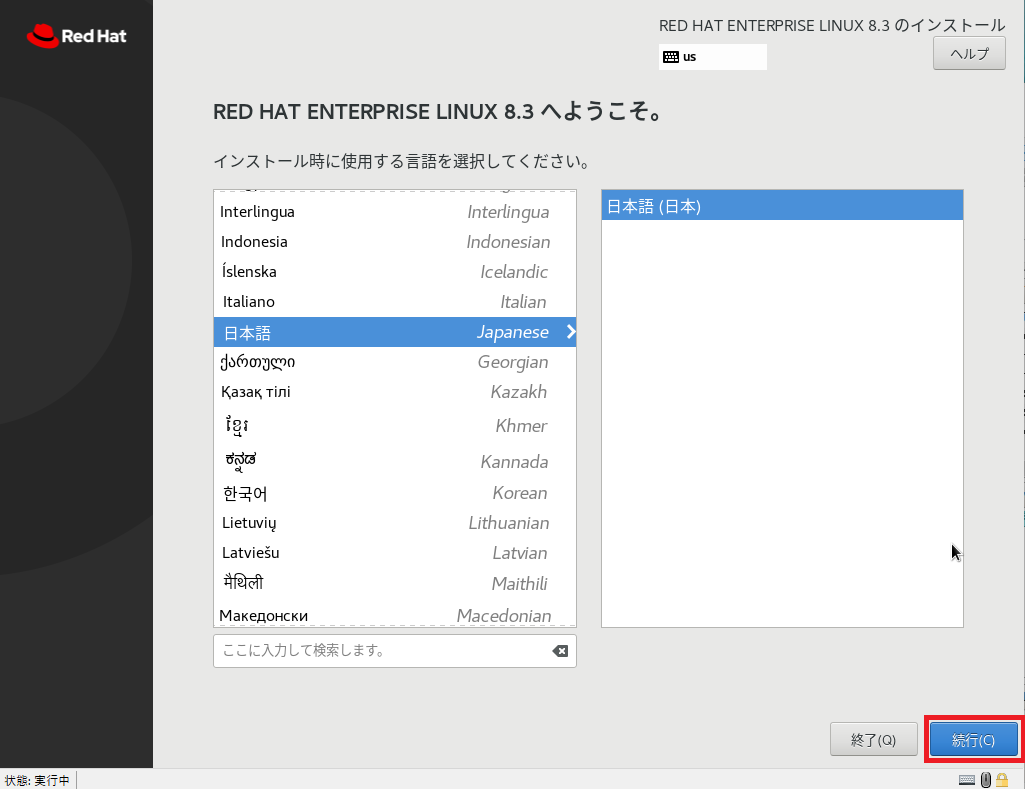 Red Hat
RED HAT ENTERPRISE LINUX 8.3 のインストール
us
ヘルプ
RED HAT ENTERPRISE LINUX 8.3 へようこそ。
インストール時に使用する言語を選択してください。
Interlingua Interlingua
Indonesia Indonesian
Íslenska Icelandic
Italiano Italian
日本語 Japanese
ქართული Georgian
Қазақ тілі Kazakh
ខ្មែរ Khmer
ಕನ್ನಡ Kannada
한국어 Korean
Lietuvių Lithuanian
Latviešu Latvian
मैथिली Maithili
Македонски Macedonian
日本語 (日本)
ここに入力して検索します。
終了(Q)
続行(C)
状態: 実行中